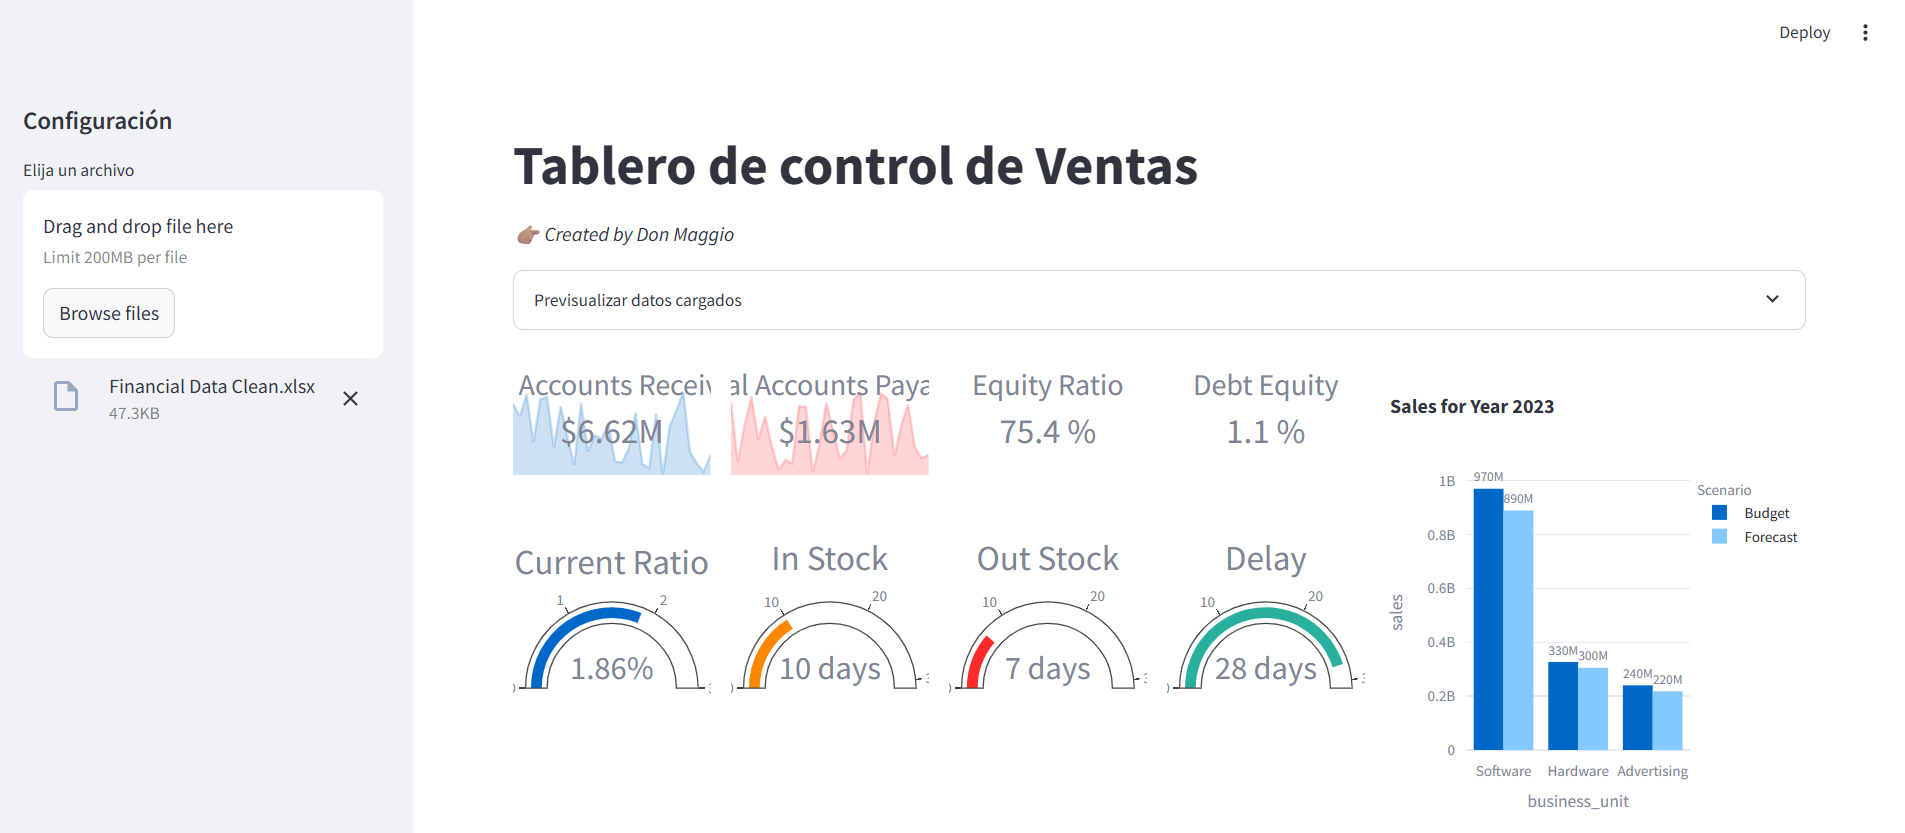 Deploy
Configuración
Elija un archivo
Drag and drop file here
Limit 200MB per file
Browse files
Financial Data Clean.xlsx
47.3KB
Tablero de control de Ventas
Created by Don Maggio
Previsualizar datos cargados
Accounts Receiv
$6.62M
al Accounts Paya
$1.63M
Equity Ratio
75.4 %
Debt Equity
1.1 %
Current Ratio
1
2
1.86%
In Stock
10
20
10 days
Out Stock
10
20
7 days
Delay
10
20
28 days
Sales for Year 2023
sales
1B
0.8B
0.6B
0.4B
0.2B
0
970M
890M
330M
300M
240M
220M
Software
Hardware
Advertising
business_unit
Scenario
Budget
Forecast